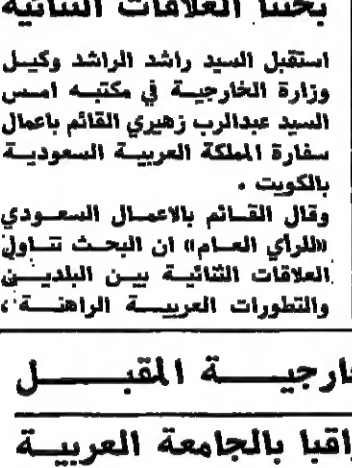 بحثنا العلاقات الثنائية
استقبل السيد راشد الراشد وكيل
وزارة الخارجية في مكتبه امس
السيد عبدالرب زهيري القائم باعمال
سفارة المملكة العربية السعودية
بالكويت .
وقال القائم بالاعمال السعودي
«للرأي العام» ان البحث تناول
العلاقات الثنائية بين البلدين
والتطورات العربية الراهنة ،
خارجية المقبل
راقبا بالجامعة العربية